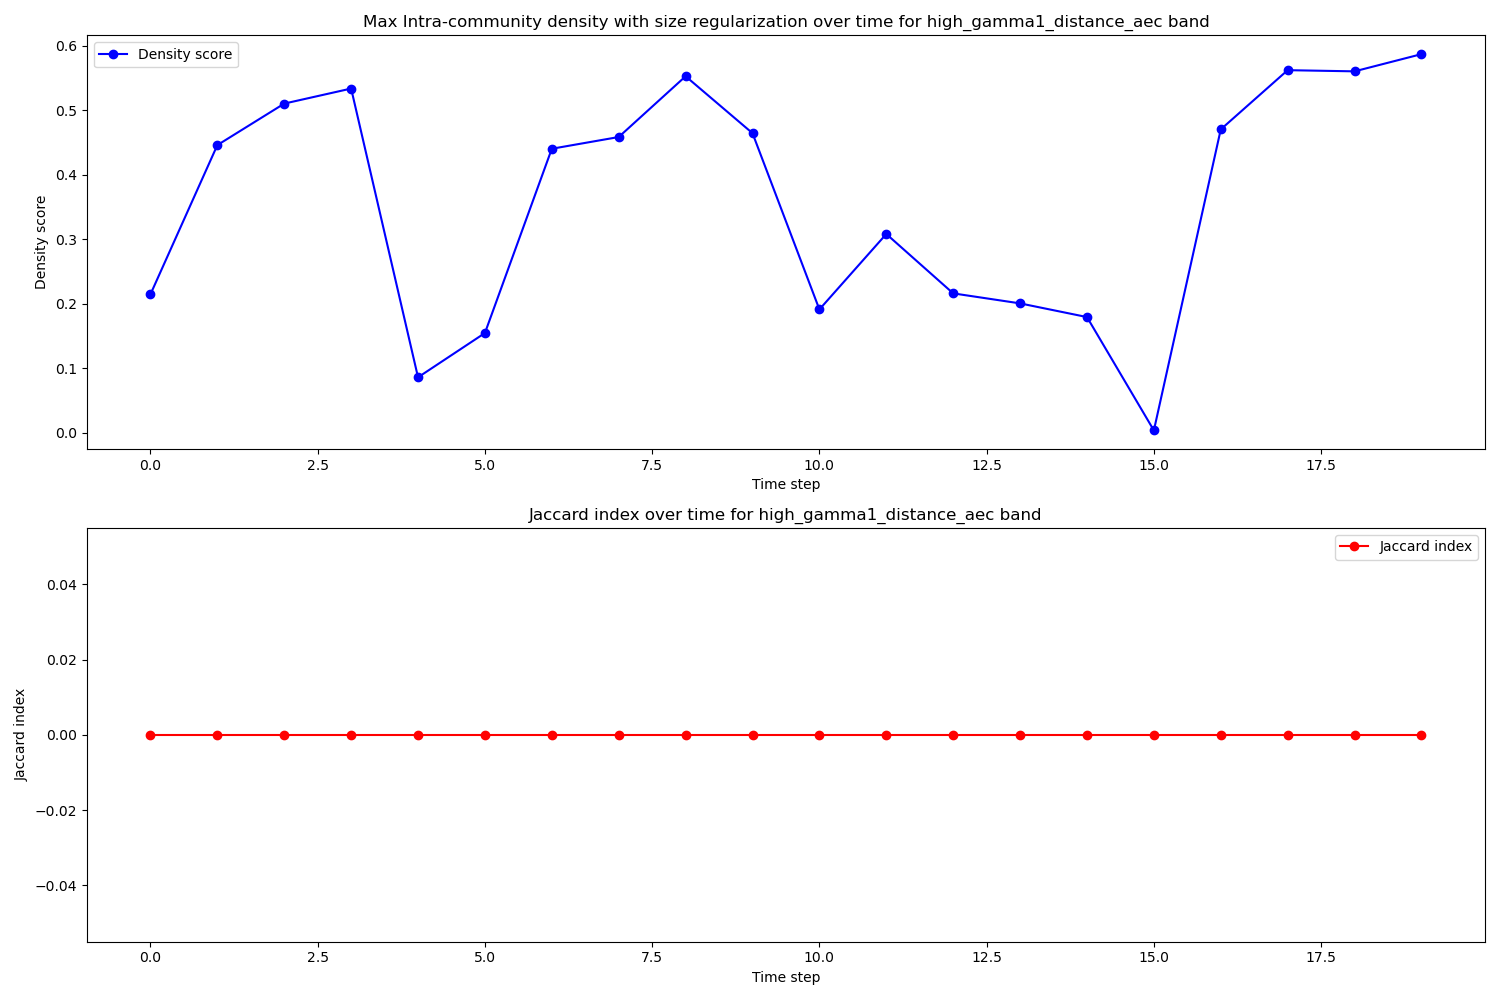 Max Intra-community density with size regularization over time for high_gamma1_distance_aec band
Density score
0.6
0.5
0.4
0.3
0.2
0.1
0.0
Density score
0.0 2.5 5.0 7.5 10.0 12.5 15.0 17.5
Time step
Jaccard index over time for high_gamma1_distance_aec band
Jaccard index
0.04
0.02
0.00
−0.02
−0.04
Jaccard index
0.0 2.5 5.0 7.5 10.0 12.5 15.0 17.5
Time step